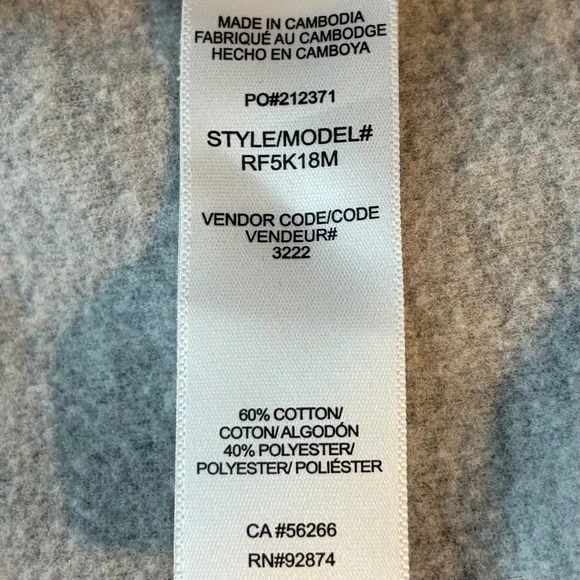 MADE IN CAMBODIA
FABRIQUÉ AU CAMBODGE
HECHO EN CAMBOYA
PO#212371
STYLE/MODEL#
RF5K18M
VENDOR CODE/CODE
VENDEUR#
3222
60% COTTON/
COTON/ ALGODÓN
40% POLYESTER/
POLYESTER/ POLIÉSTER
CA #56266
RN#92874